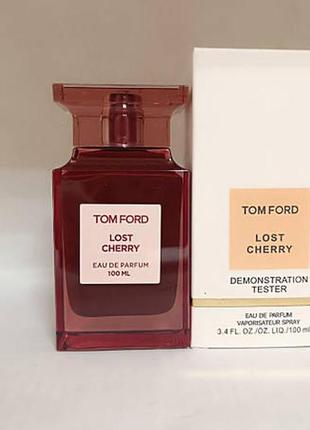 TOM FORD
LOST
CHERRY
EAU DE PARFUM
100 ML
TOM FORD
LOST
CHERRY
DEMONSTRATION
TESTER
EAU DE PARFUM
VAPORISATEUR SPRAY
3.4 FL. OZ./OZ. LIQ./100 m